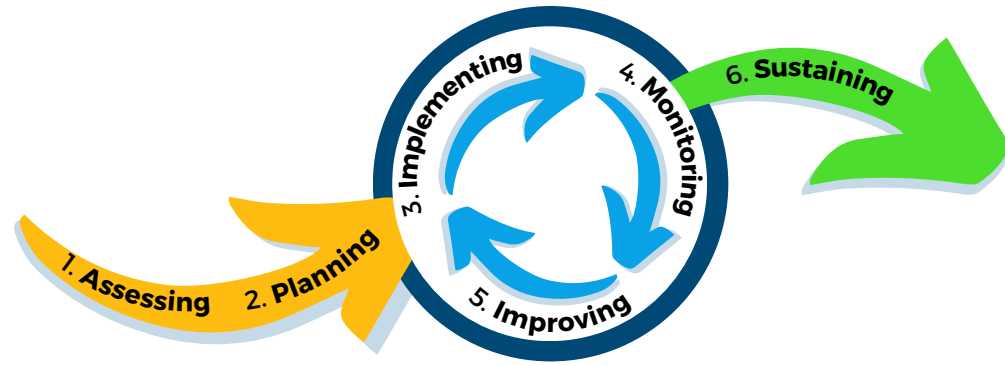 1. Assessing
2. Planning
3. Implementing
4. Monitoring
5. Improving
6. Sustaining